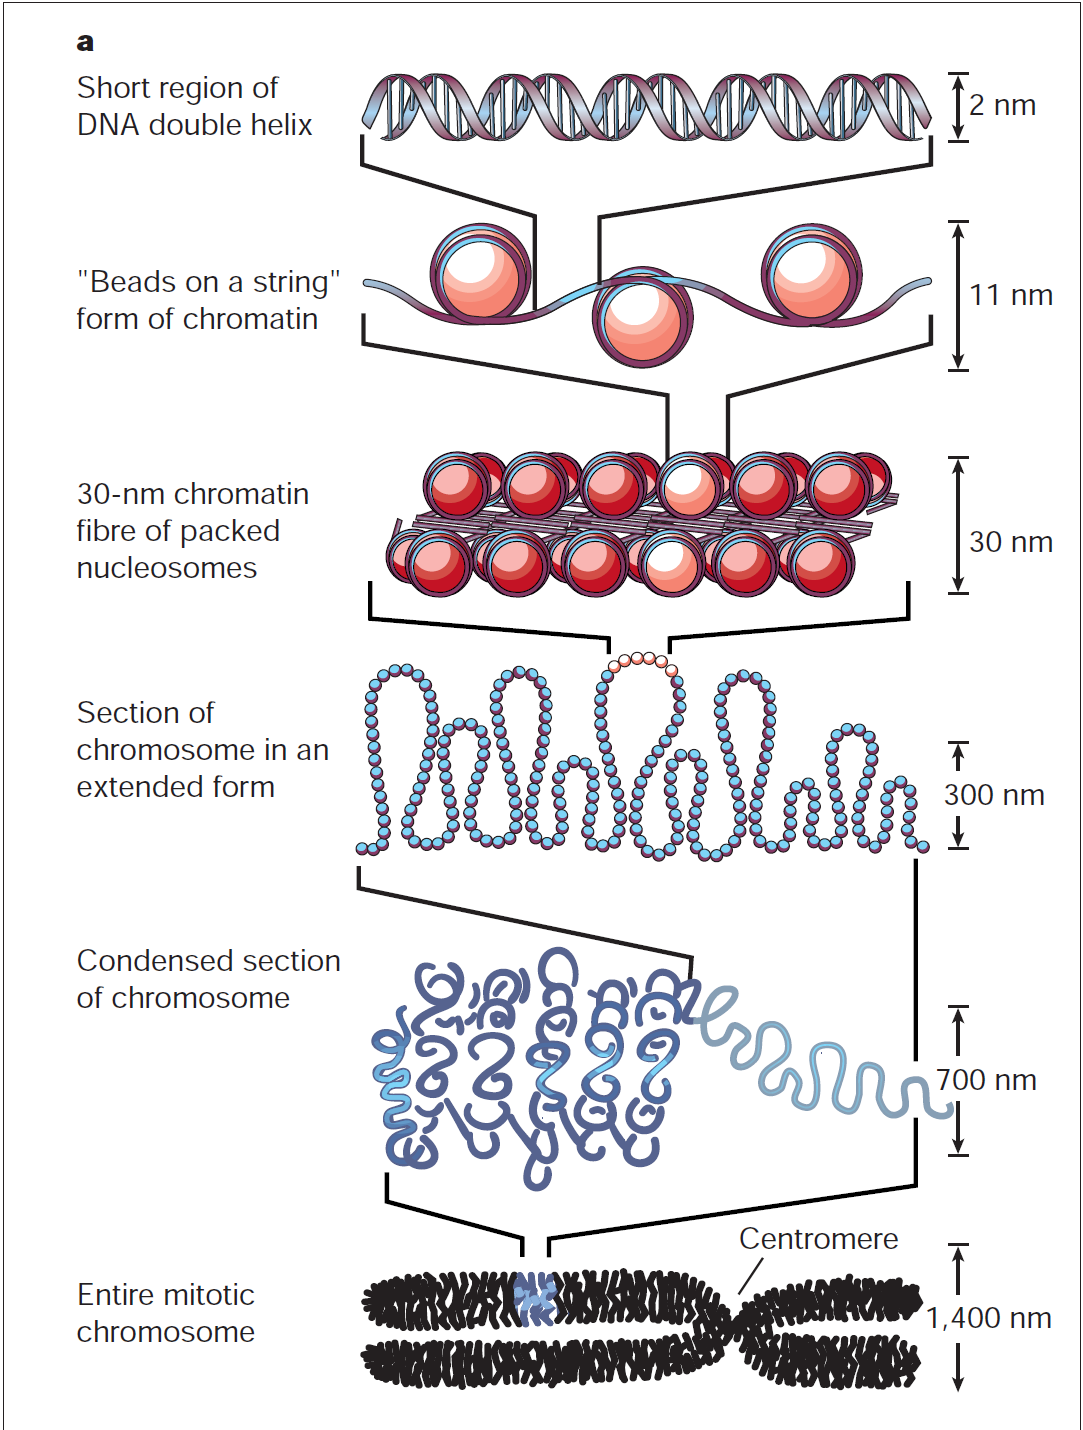 a
Short region of
DNA double helix
2 nm
"Beads on a string"
form of chromatin
11 nm
30-nm chromatin
fibre of packed
nucleosomes
30 nm
Section of
chromosome in an
extended form
300 nm
Condensed section
of chromosome
700 nm
Centromere
Entire mitotic
chromosome
1,400 nm